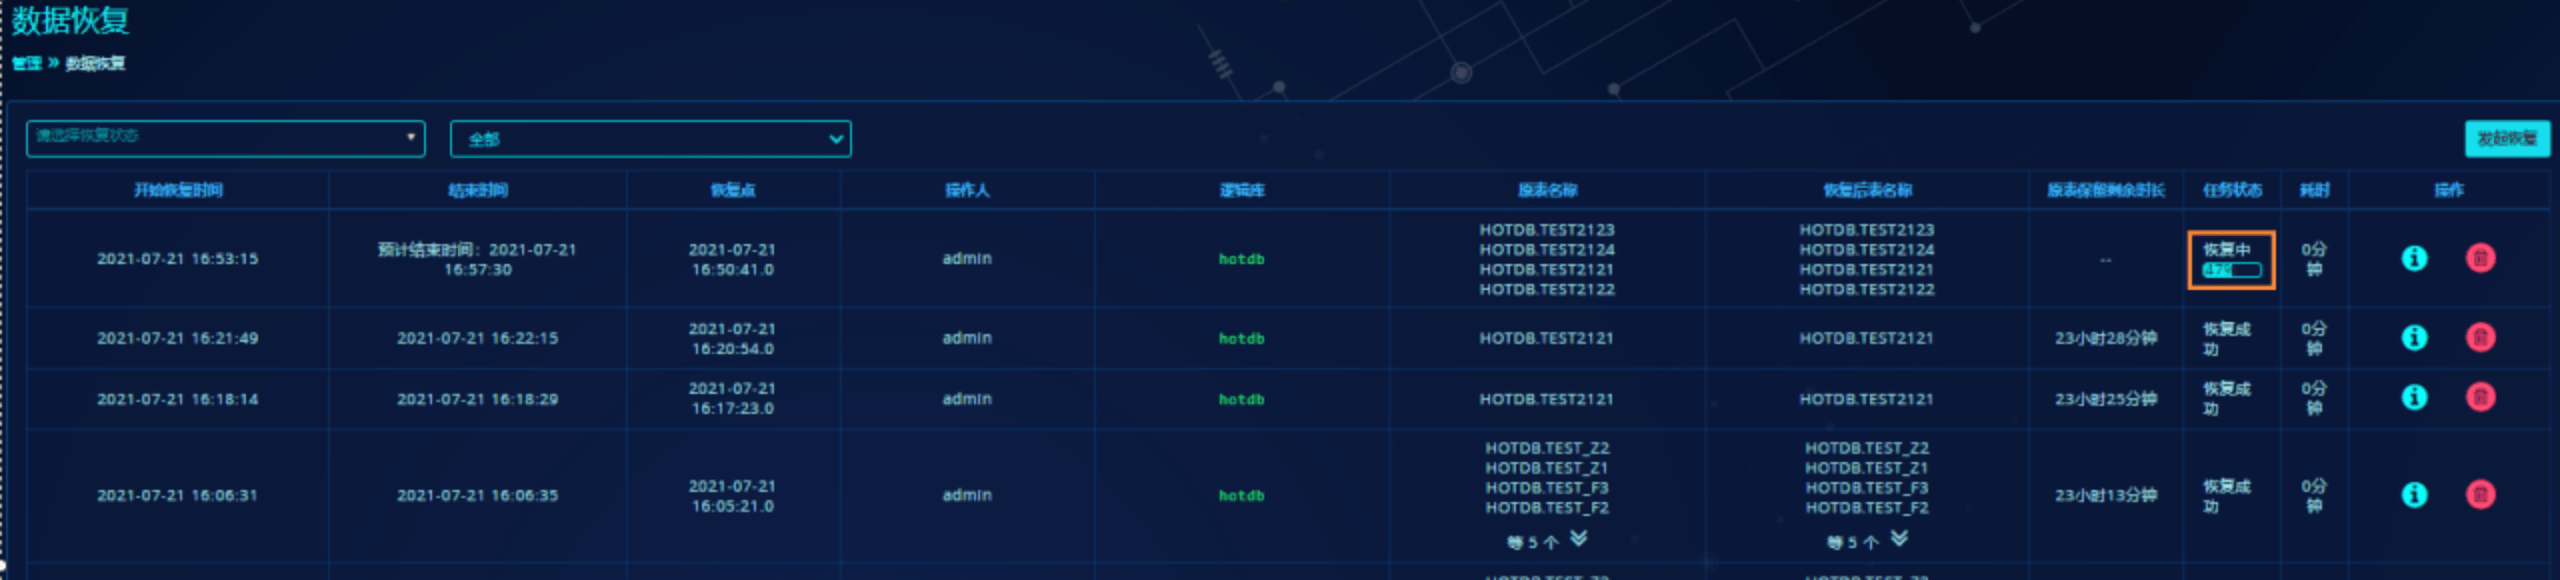 数据恢复
管理 » 数据恢复
请选择恢复状态
全部
发起恢复
开始恢复时间 结束时间 恢复点 操作人 逻辑库 原表名称 恢复后表名称 原表保留剩余时长 任务状态 耗时 操作
2021-07-21 16:53:15 预计结束时间：2021-07-21 16:57:30 2021-07-21 16:50:41.0 admin hotdb HOTDB.TEST2123 HOTDB.TEST2124 HOTDB.TEST2121 HOTDB.TEST2122 HOTDB.TEST2123 HOTDB.TEST2124 HOTDB.TEST2121 HOTDB.TEST2122 -- 恢复中 47% 0分钟
2021-07-21 16:21:49 2021-07-21 16:22:15 2021-07-21 16:20:54.0 admin hotdb HOTDB.TEST2121 HOTDB.TEST2121 23小时28分钟 恢复成功 0分钟
2021-07-21 16:18:14 2021-07-21 16:18:29 2021-07-21 16:17:23.0 admin hotdb HOTDB.TEST2121 HOTDB.TEST2121 23小时25分钟 恢复成功 0分钟
2021-07-21 16:06:31 2021-07-21 16:06:35 2021-07-21 16:05:21.0 admin hotdb HOTDB.TEST_Z2 HOTDB.TEST_Z1 HOTDB.TEST_F3 HOTDB.TEST_F2 等 5 个 HOTDB.TEST_Z2 HOTDB.TEST_Z1 HOTDB.TEST_F3 HOTDB.TEST_F2 等 5 个 23小时13分钟 恢复成功 0分钟